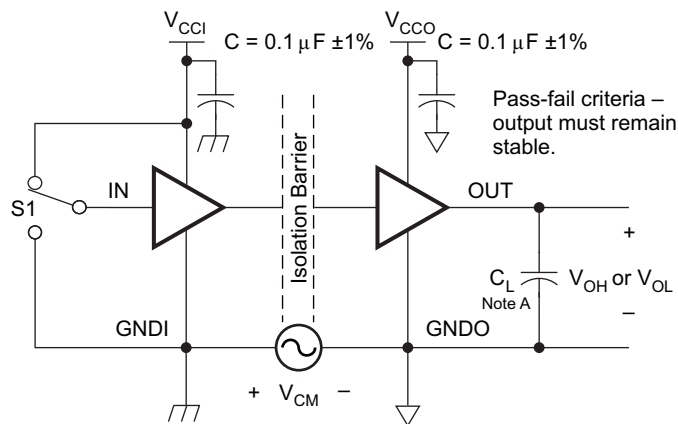 V_CCI
C = 0.1 μF ±1%
V_CCO
C = 0.1 μF ±1%
Pass-fail criteria –
output must remain
stable.
Isolation Barrier
IN
OUT
S1
+
C_L
Note A
V_OH or V_OL
–
GNDI
GNDO
+ V_CM –